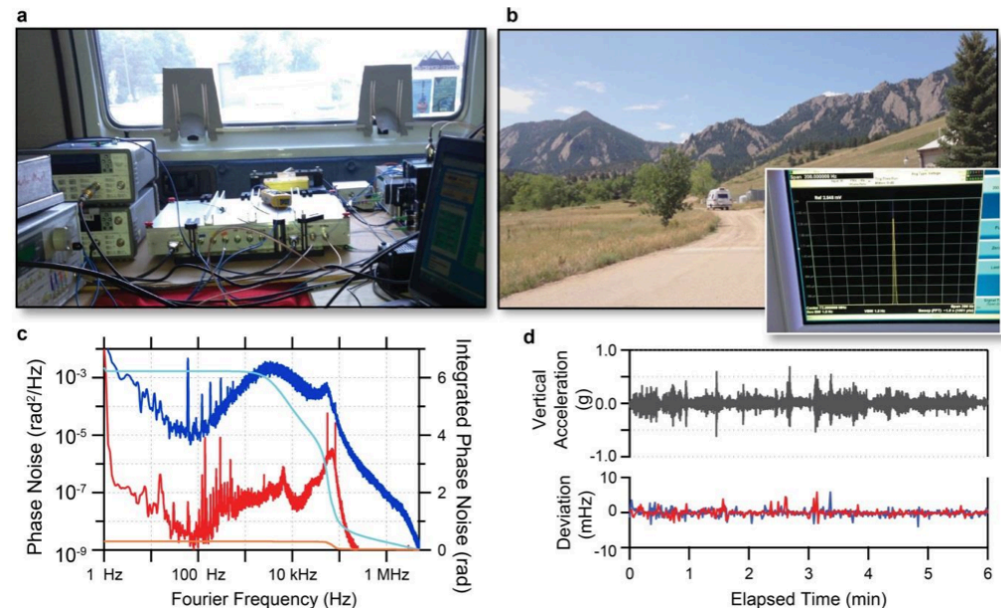 a
b
c
10-3
10-5
10-7
10-9
Phase Noise (rad²/Hz)
6
4
2
0
Integrated Phase Noise (rad)
1 Hz
100 Hz
10 kHz
1 MHz
Fourier Frequency (Hz)
d
Vertical
Acceleration
(g)
1.0
0.0
-1.0
Deviation
(mHz)
10
0
-10
0
1
2
3
4
5
6
Elapsed Time (min)